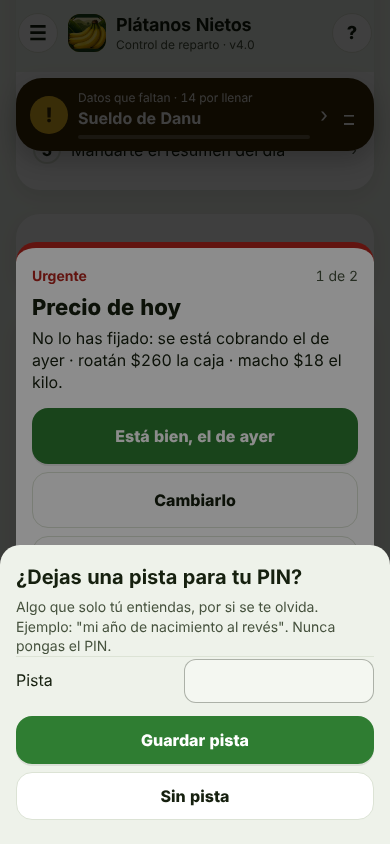 Plátanos Nietos
Control de reparto · v4.0
?
!
Datos que faltan · 14 por llenar
Sueldo de Danu
›
Mandarte el resumen del día
Urgente
1 de 2
Precio de hoy
No lo has fijado: se está cobrando el de
ayer · roatán $260 la caja · macho $18 el
kilo.
Está bien, el de ayer
Cambiarlo
¿Dejas una pista para tu PIN?
Algo que solo tú entiendas, por si se te olvida.
Ejemplo: "mi año de nacimiento al revés". Nunca
pongas el PIN.
Pista
Guardar pista
Sin pista